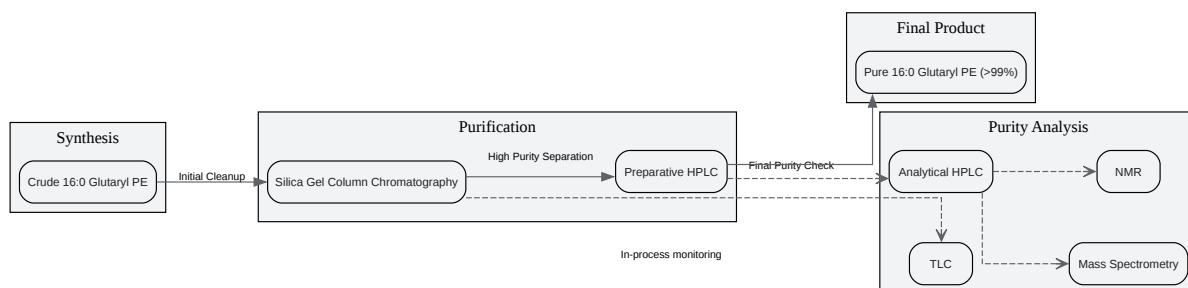 Final Product
Pure 16:0 Glutaryl PE (>99%)
Synthesis
Crude 16:0 Glutaryl PE
Initial Cleanup
Purification
Silica Gel Column Chromatography
High Purity Separation
Preparative HPLC
Final Purity Check
Purity Analysis
Analytical HPLC
NMR
In-process monitoring
TLC
Mass Spectrometry